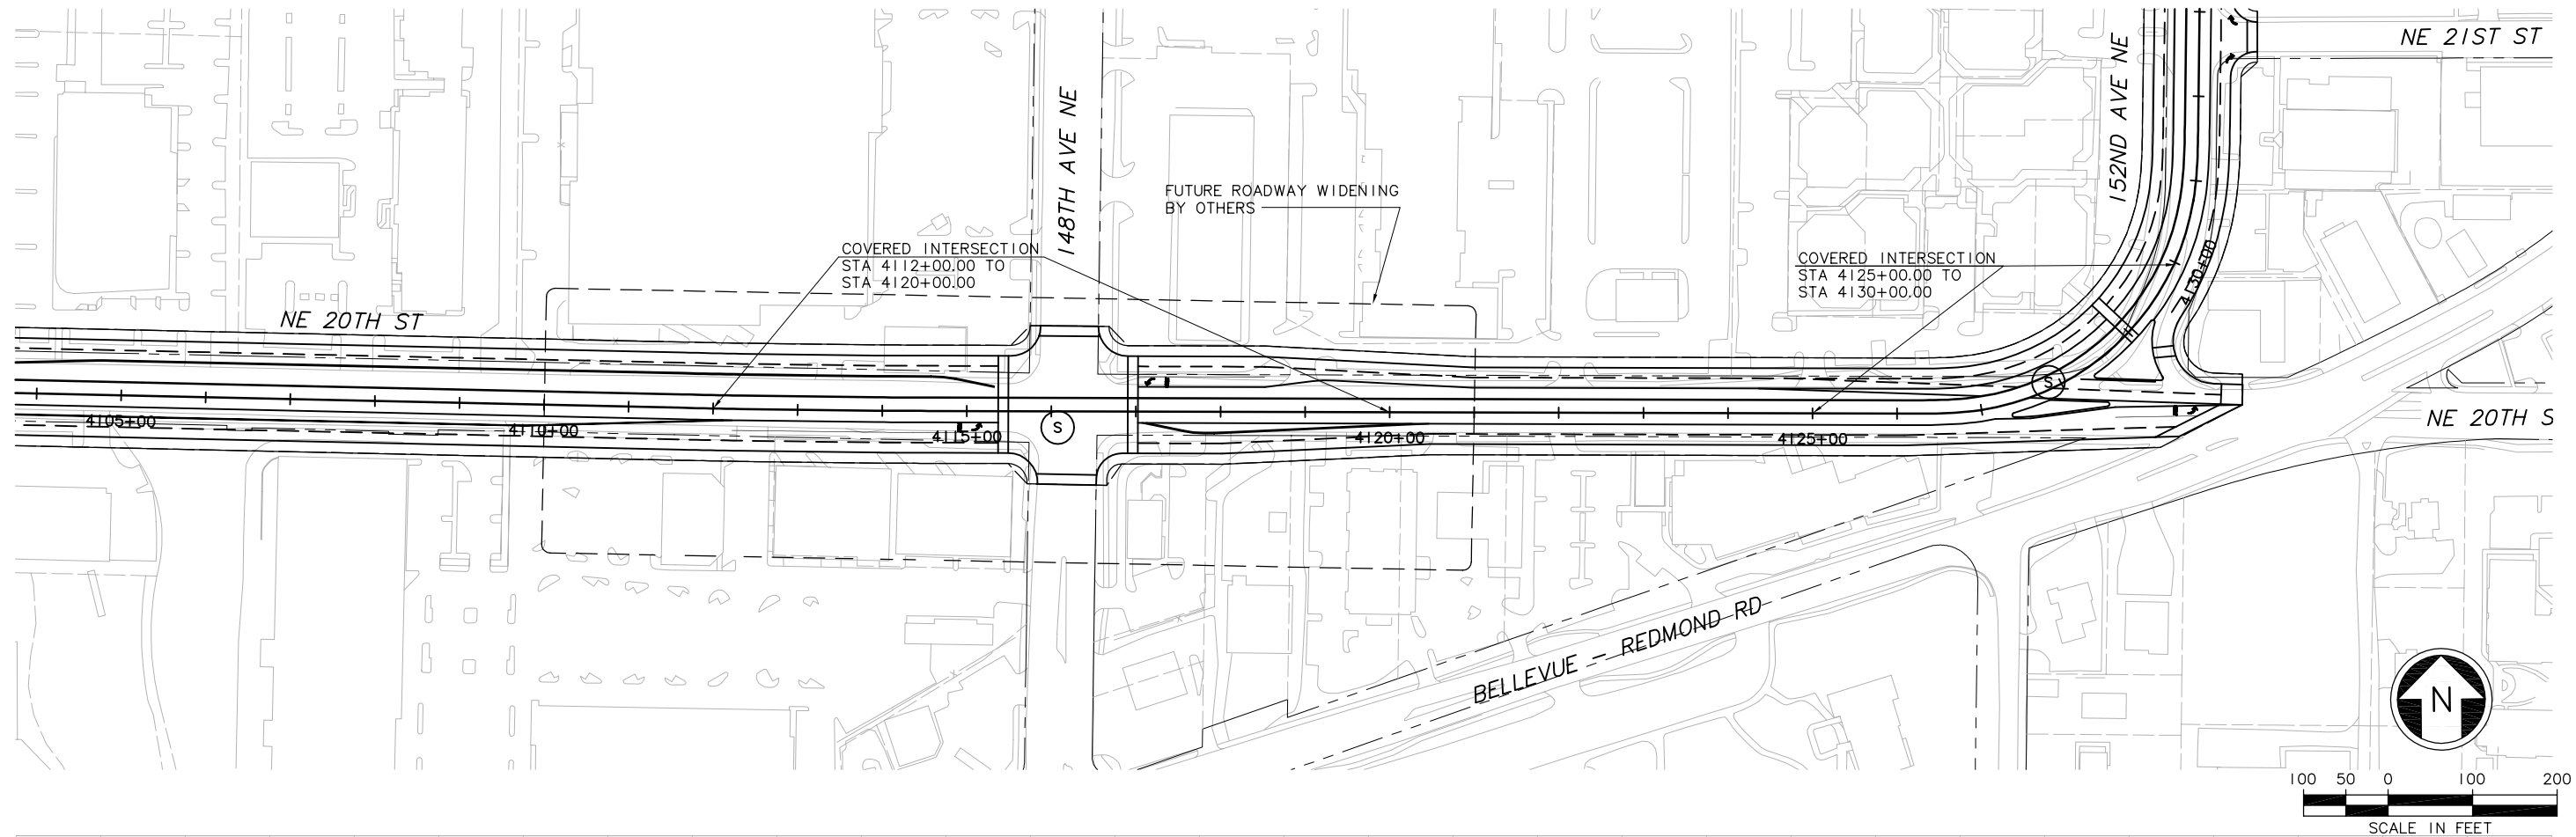 NE 21ST ST
152ND AVE NE
148TH AVE NE
FUTURE ROADWAY WIDENING
BY OTHERS
COVERED INTERSECTION
STA 4112+00.00 TO
STA 4120+00.00
COVERED INTERSECTION
STA 4125+00.00 TO
STA 4130+00.00
4130+00
NE 20TH ST
S
4105+00
4110+00
4115+00
S
4120+00
4125+00
NE 20TH S
BELLEVUE - REDMOND RD
N
100 50 0 100 200
SCALE IN FEET